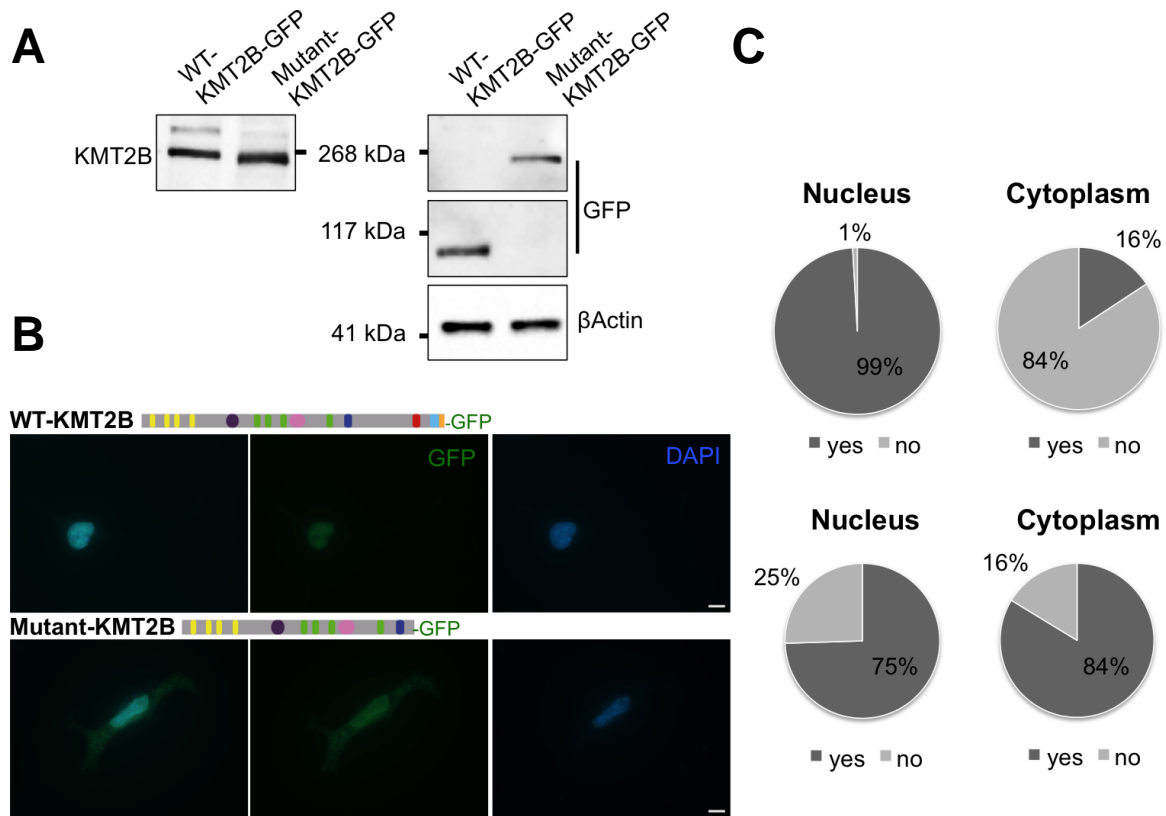 A
WT-
KMT2B-GFP
Mutant-
KMT2B-GFP
WT-
KMT2B-GFP
Mutant-
KMT2B-GFP
KMT2B
268 kDa
117 kDa
GFP
41 kDa
βActin
B
WT-KMT2B
-GFP
GFP
DAPI
Mutant-KMT2B
-GFP
C
Nucleus
1%
99%
yes no
Cytoplasm
16%
84%
yes no
Nucleus
25%
75%
yes no
Cytoplasm
16%
84%
yes no